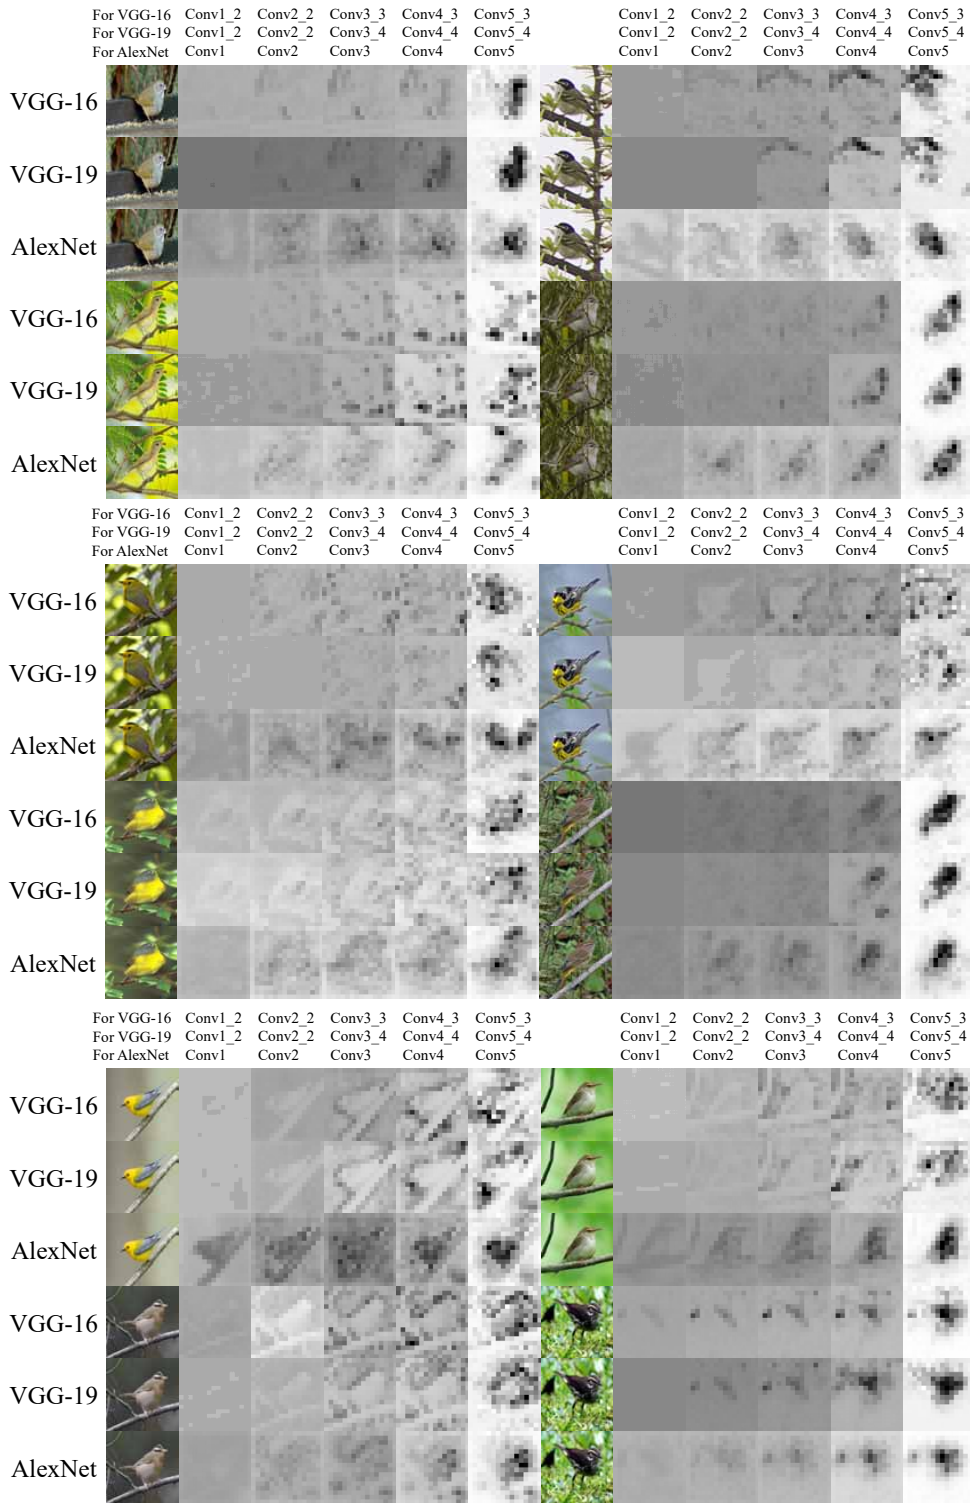 For VGG-16 Conv1_2 Conv2_2 Conv3_3 Conv4_3 Conv5_3 Conv1_2 Conv2_2 Conv3_3 Conv4_3 Conv5_3
For VGG-19 Conv1_2 Conv2_2 Conv3_4 Conv4_4 Conv5_4 Conv1_2 Conv2_2 Conv3_4 Conv4_4 Conv5_4
For AlexNet Conv1 Conv2 Conv3 Conv4 Conv5 Conv1 Conv2 Conv3 Conv4 Conv5
VGG-16
VGG-19
AlexNet
VGG-16
VGG-19
AlexNet
For VGG-16 Conv1_2 Conv2_2 Conv3_3 Conv4_3 Conv5_3 Conv1_2 Conv2_2 Conv3_3 Conv4_3 Conv5_3
For VGG-19 Conv1_2 Conv2_2 Conv3_4 Conv4_4 Conv5_4 Conv1_2 Conv2_2 Conv3_4 Conv4_4 Conv5_4
For AlexNet Conv1 Conv2 Conv3 Conv4 Conv5 Conv1 Conv2 Conv3 Conv4 Conv5
VGG-16
VGG-19
AlexNet
VGG-16
VGG-19
AlexNet
For VGG-16 Conv1_2 Conv2_2 Conv3_3 Conv4_3 Conv5_3 Conv1_2 Conv2_2 Conv3_3 Conv4_3 Conv5_3
For VGG-19 Conv1_2 Conv2_2 Conv3_4 Conv4_4 Conv5_4 Conv1_2 Conv2_2 Conv3_4 Conv4_4 Conv5_4
For AlexNet Conv1 Conv2 Conv3 Conv4 Conv5 Conv1 Conv2 Conv3 Conv4 Conv5
VGG-16
VGG-19
AlexNet
VGG-16
VGG-19
AlexNet